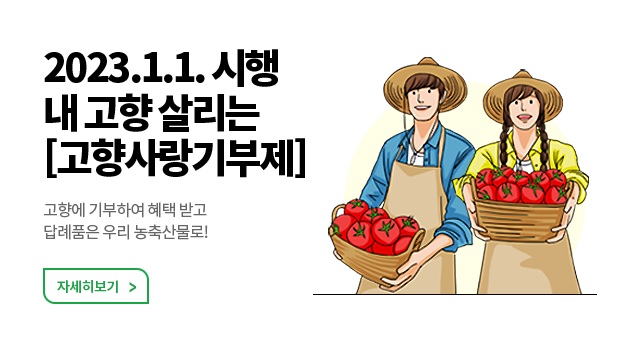 2023.1.1. 시행
내 고향 살리는
[고향사랑기부제]
고향에 기부하여 혜택 받고
답례품은 우리 농축산물로!
자세히보기 >